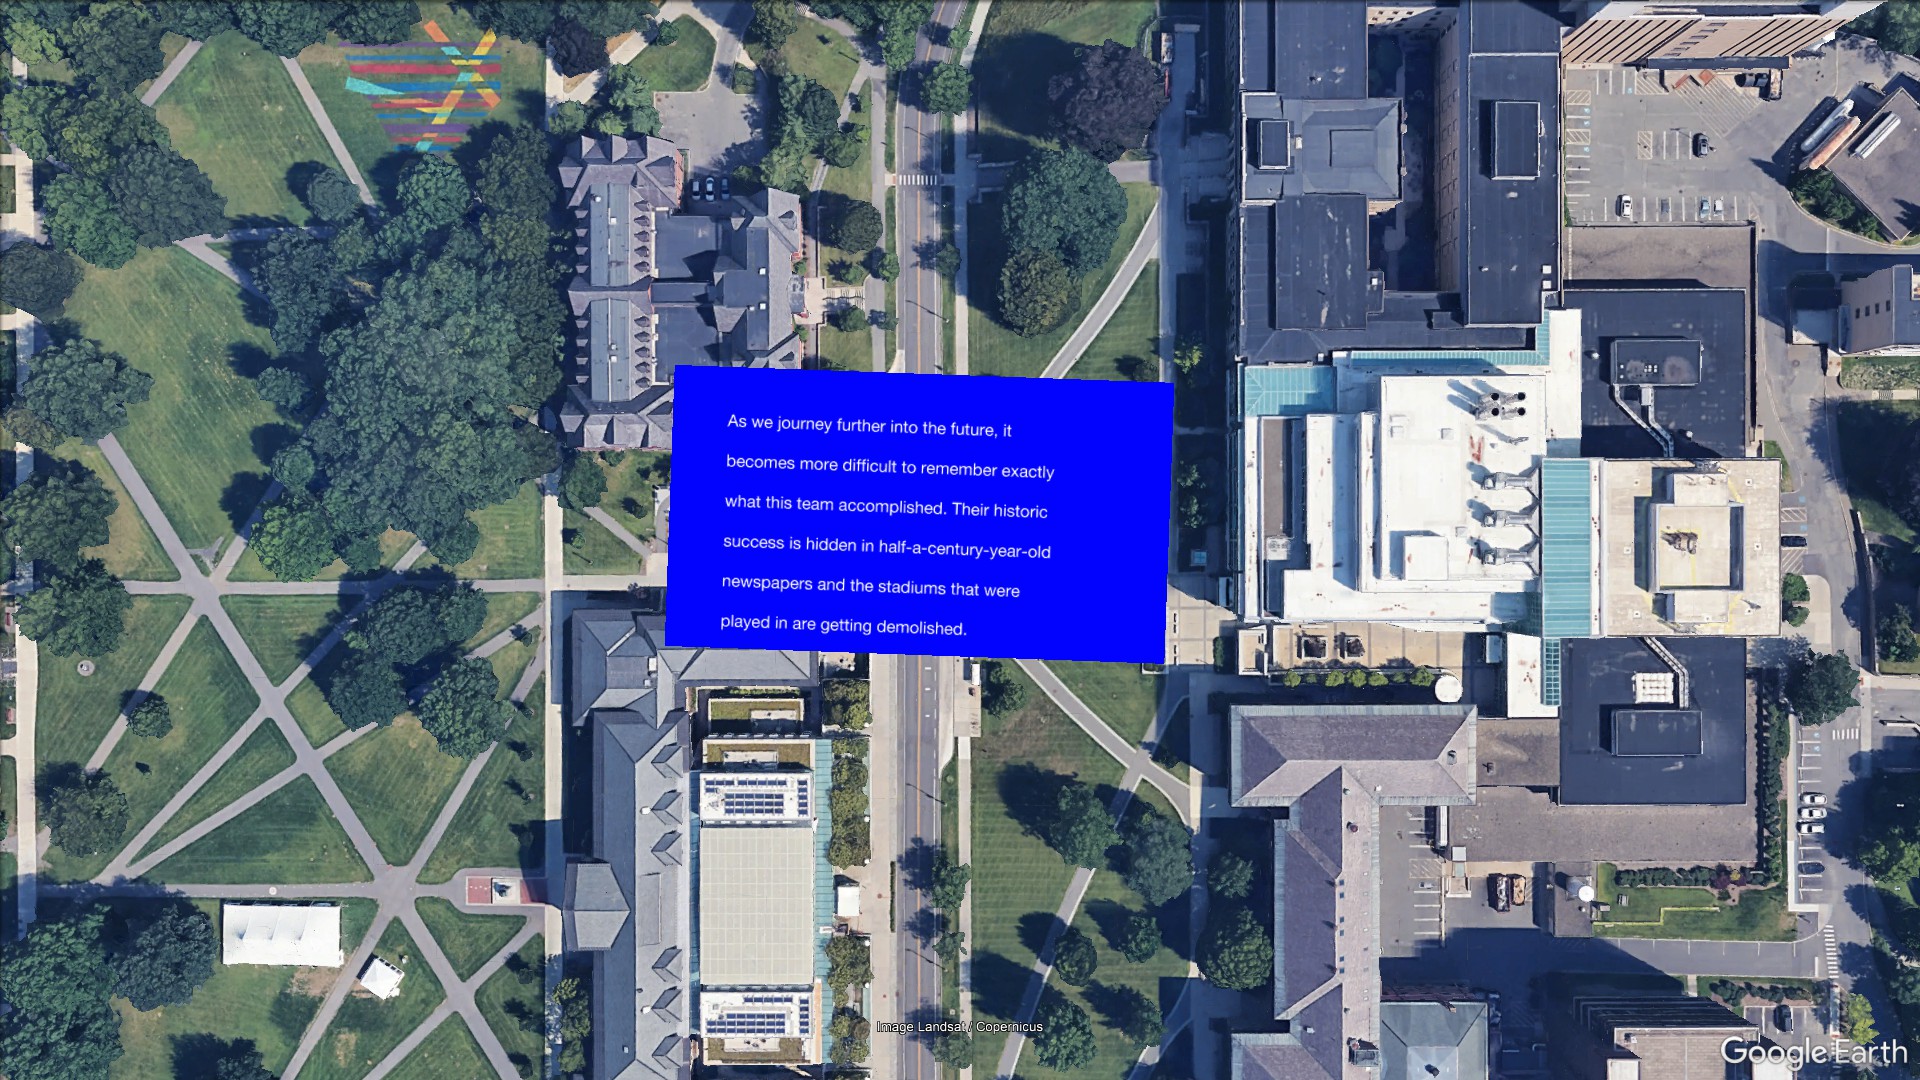 As we journey further into the future, it
becomes more difficult to remember exactly
what this team accomplished. Their historic
success is hidden in half-a-century-year-old
newspapers and the stadiums that were
played in are getting demolished.
Image Landsat / Copernicus
Google Earth